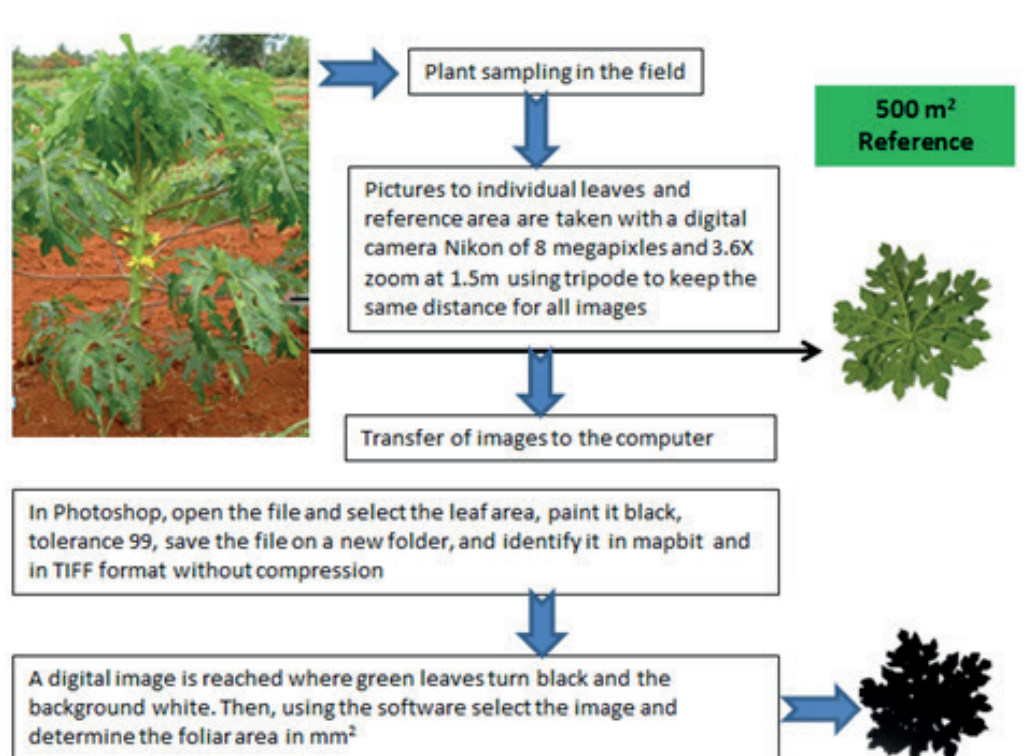 Plant sampling in the field
500 m²
Reference
Pictures to individual leaves and
reference area are taken with a digital
camera Nikon of 8 megapixles and 3.6X
zoom at 1.5m using tripode to keep the
same distance for all images
Transfer of images to the computer
In Photoshop, open the file and select the leaf area, paint it black,
tolerance 99, save the file on a new folder, and identify it in mapbit and
in TIFF format without compression
A digital image is reached where green leaves turn black and the
background white. Then, using the software select the image and
determine the foliar area in mm²